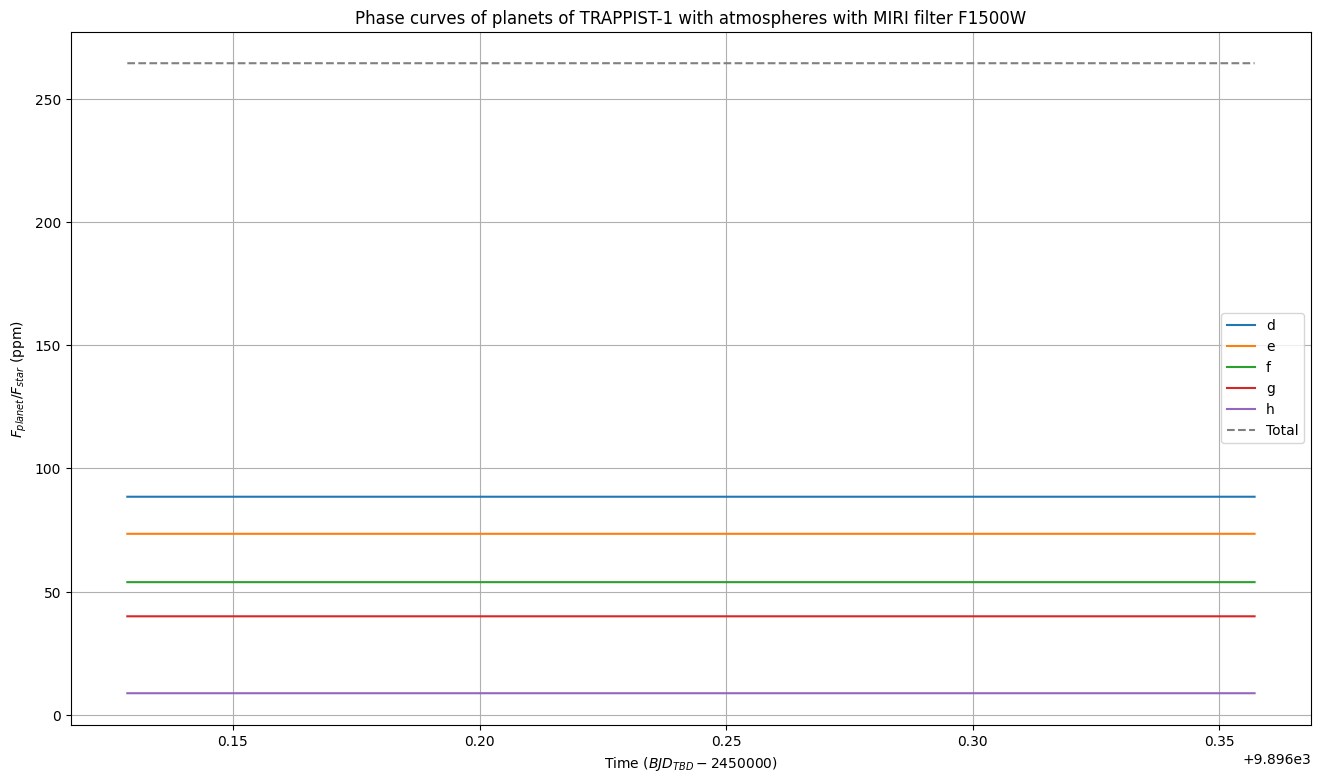 Phase curves of planets of TRAPPIST-1 with atmospheres with MIRI filter F1500W
250
200
150
100
50
0
F_planet/F_star (ppm)
d
e
f
g
h
Total
0.15 0.20 0.25 0.30 0.35
+9.896e3
Time (BJD_TBD − 2450000)